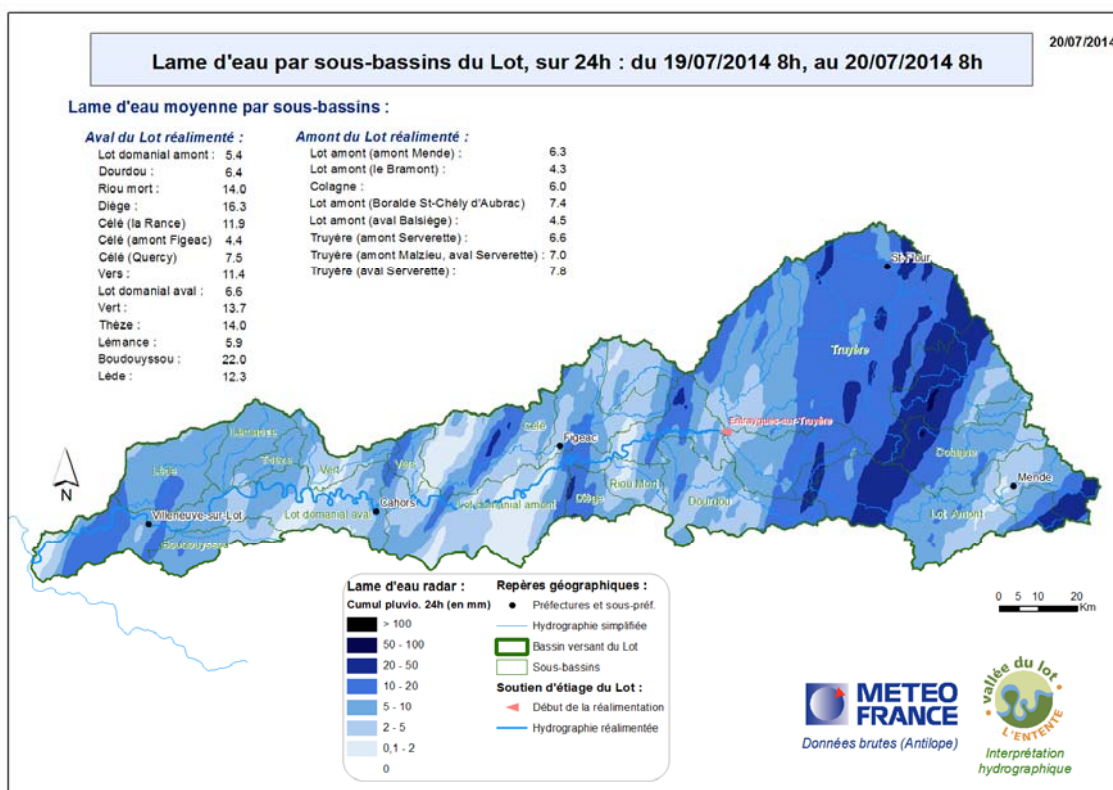 20/07/2014
Lame d'eau par sous-bassins du Lot, sur 24h : du 19/07/2014 8h, au 20/07/2014 8h
Lame d'eau moyenne par sous-bassins :
Aval du Lot réalimenté :
Lot domanial amont : 5.4
Dourdou : 6.4
Riou mort : 14.0
Diège : 16.3
Célé (la Rance) 11.9
Célé (amont Figeac) 4.4
Célé (Quercy) 7.5
Vers : 11.4
Lot domanial aval : 6.6
Vert : 13.7
Thèze : 14.0
Lémance : 5.9
Boudouyssou : 22.0
Lède : 12.3
Amont du Lot réalimenté :
Lot amont (amont Mende) : 6.3
Lot amont (le Bramont) : 4.3
Colagne : 6.0
Lot amont (Boralde St-Chély d'Aubrac) 7.4
Lot amont (aval Balsiège) 4.5
Truyère (amont Serverette) : 6.6
Truyère (amont Malzieu, aval Serverette) : 7.0
Truyère (aval Serverette) : 7.8
St-Flour
Truyère
Entraygues-sur-Truyère
Lémance
Célé
Figeac
Thèze
Vert
Vers
Lède
Mende
Riou Mort
Diège
Dourdou
Lot domanial amont
Cahors
Lot domanial aval
Lot Amont
Villeneuve-sur-Lot
Boudouyssou
N
Lame d'eau radar :
Cumul pluvio. 24h (en mm)
> 100
50 - 100
20 - 50
10 - 20
5 - 10
2 - 5
0,1 - 2
0
Repères géographiques :
Préfectures et sous-préf.
Hydrographie simplifiée
Bassin versant du Lot
Sous-bassins
Soutien d'étiage du Lot :
Début de la réalimentation
Hydrographie réalimentée
0 5 10 20
Km
METEO
FRANCE
Données brutes (Antilope)
vallée du lot
L'ENTENTE
Interprétation
hydrographique